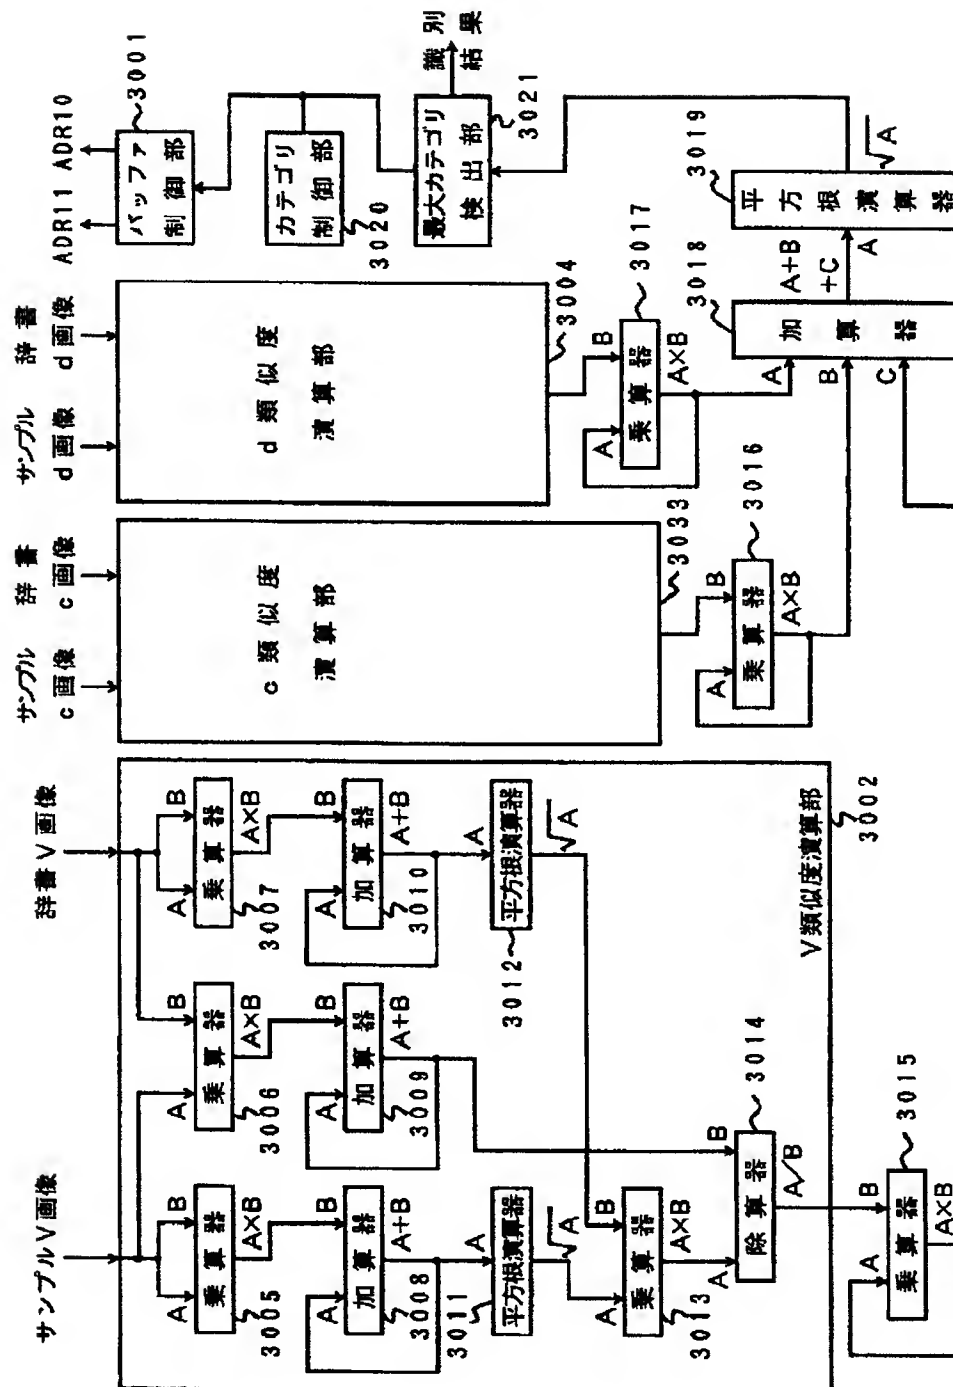 サンプルV画像
辞書V画像
サンプル
c画像
辞書
c画像
サンプル
d画像
辞書
d画像
ADR11
ADR10
A
B
乗算器
A×B
3005
A
B
乗算器
A×B
3006
A
B
乗算器
A×B
3007
A
B
加算器
A+B
3008
A
B
加算器
A+B
3009
A
B
加算器
A+B
3010
A
平方根演算器
√A
3011
A
平方根演算器
√A
3012
A
B
乗算器
A×B
3013
A
B
除算器
A/B
3014
V類似度演算部
3002
A
B
乗算器
A×B
3015
c類似度
演算部
3033
A
B
乗算器
A×B
3016
d類似度
演算部
3004
A
B
乗算器
A×B
3017
A
B
C
加算器
A+B
+C
3018
A
平方根演算器
√A
3019
バッファ
制御部
3001
カテゴリ
制御部
3020
最大カテゴリ
検出部
3021
識別
結果